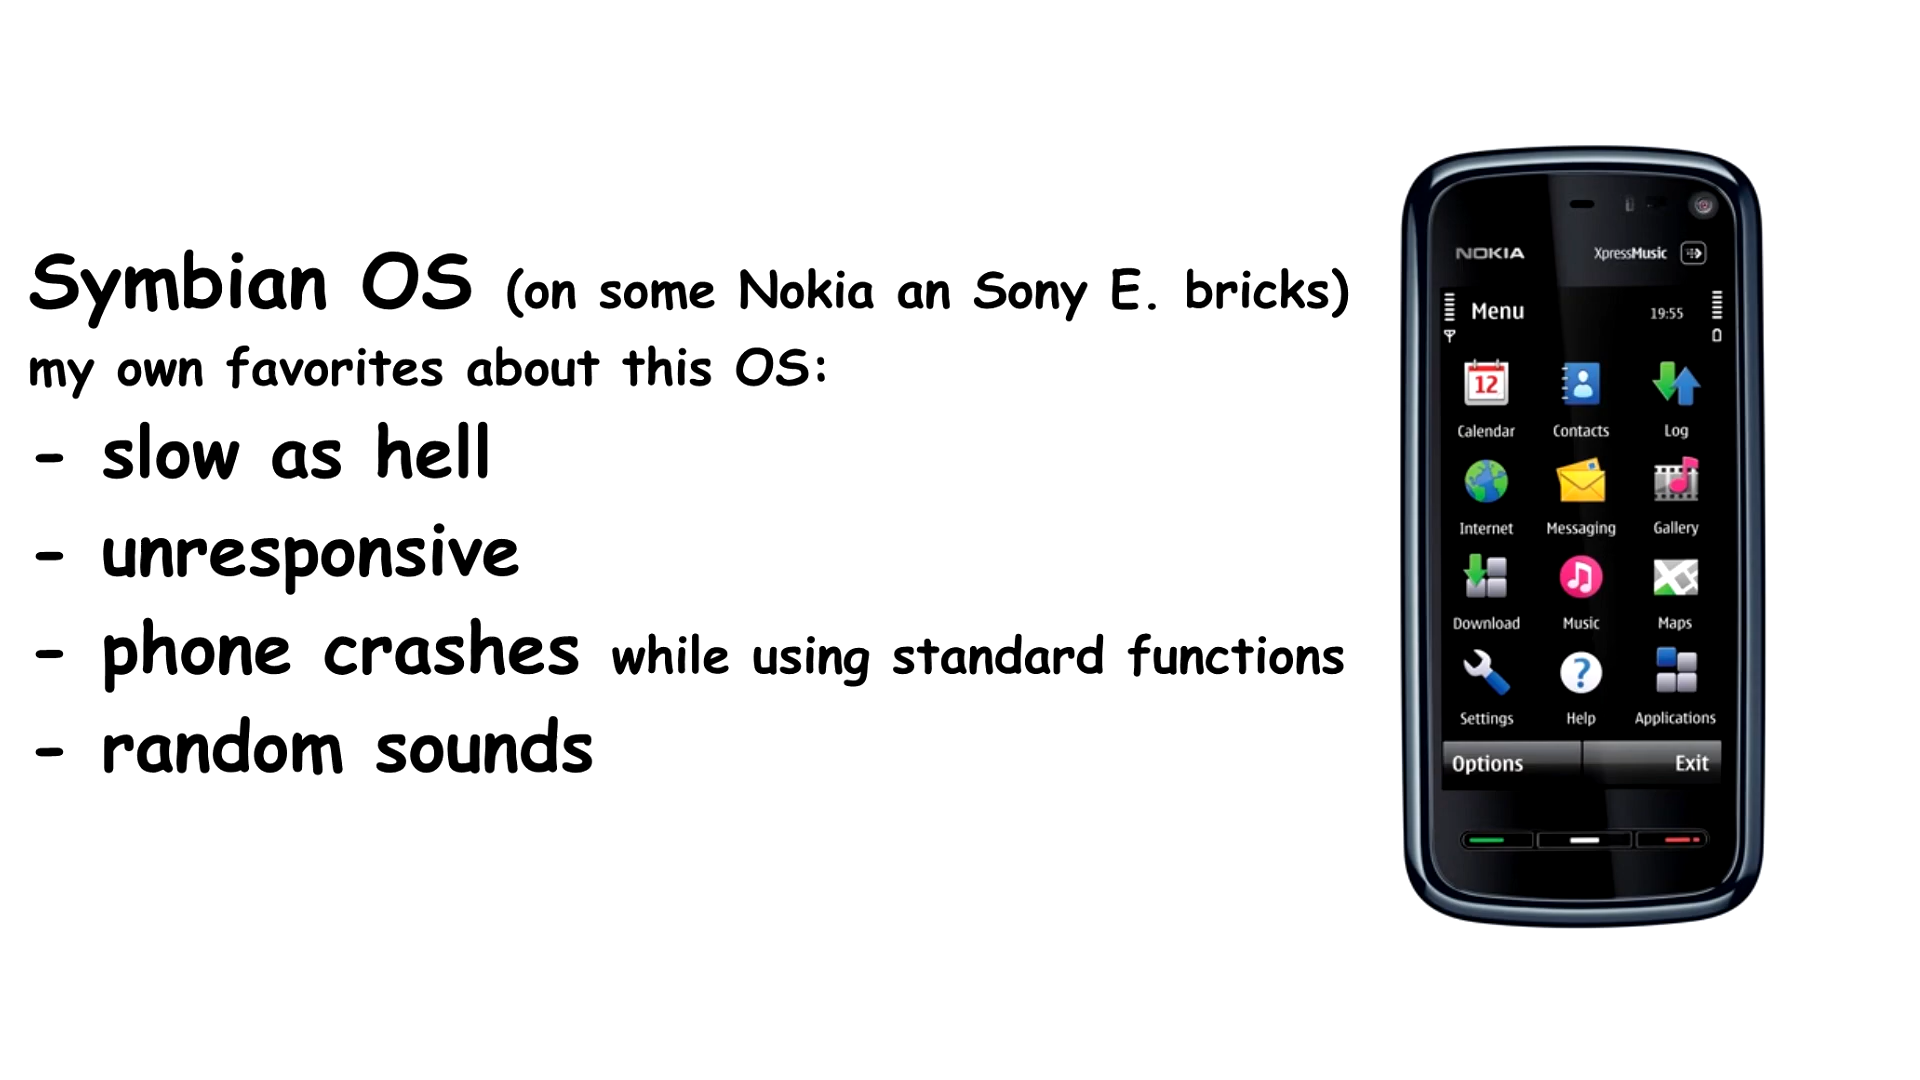 Symbian OS (on some Nokia an Sony E. bricks)
my own favorites about this OS:
- slow as hell
- unresponsive
- phone crashes while using standard functions
- random sounds
NOKIA XpressMusic
Menu 19:55
12
Calendar Contacts Log
Internet Messaging Gallery
Download Music Maps
?
Settings Help Applications
Options Exit